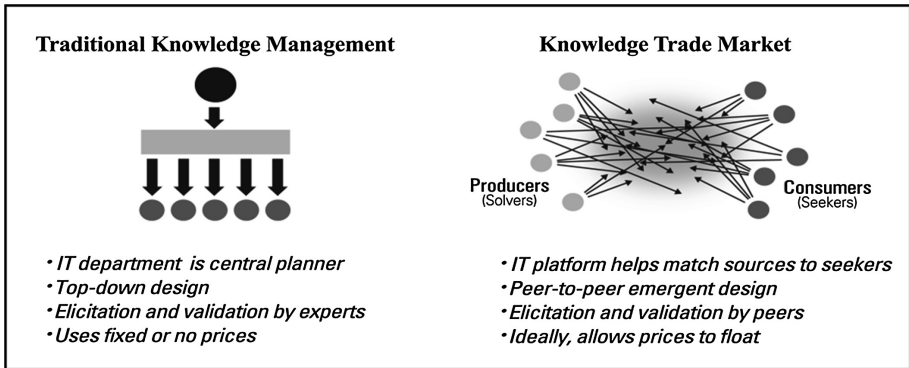 Traditional Knowledge Management
• IT department is central planner
• Top-down design
• Elicitation and validation by experts
• Uses fixed or no prices
Knowledge Trade Market
Producers
(Solvers)
Consumers
(Seekers)
• IT platform helps match sources to seekers
• Peer-to-peer emergent design
• Elicitation and validation by peers
• Ideally, allows prices to float